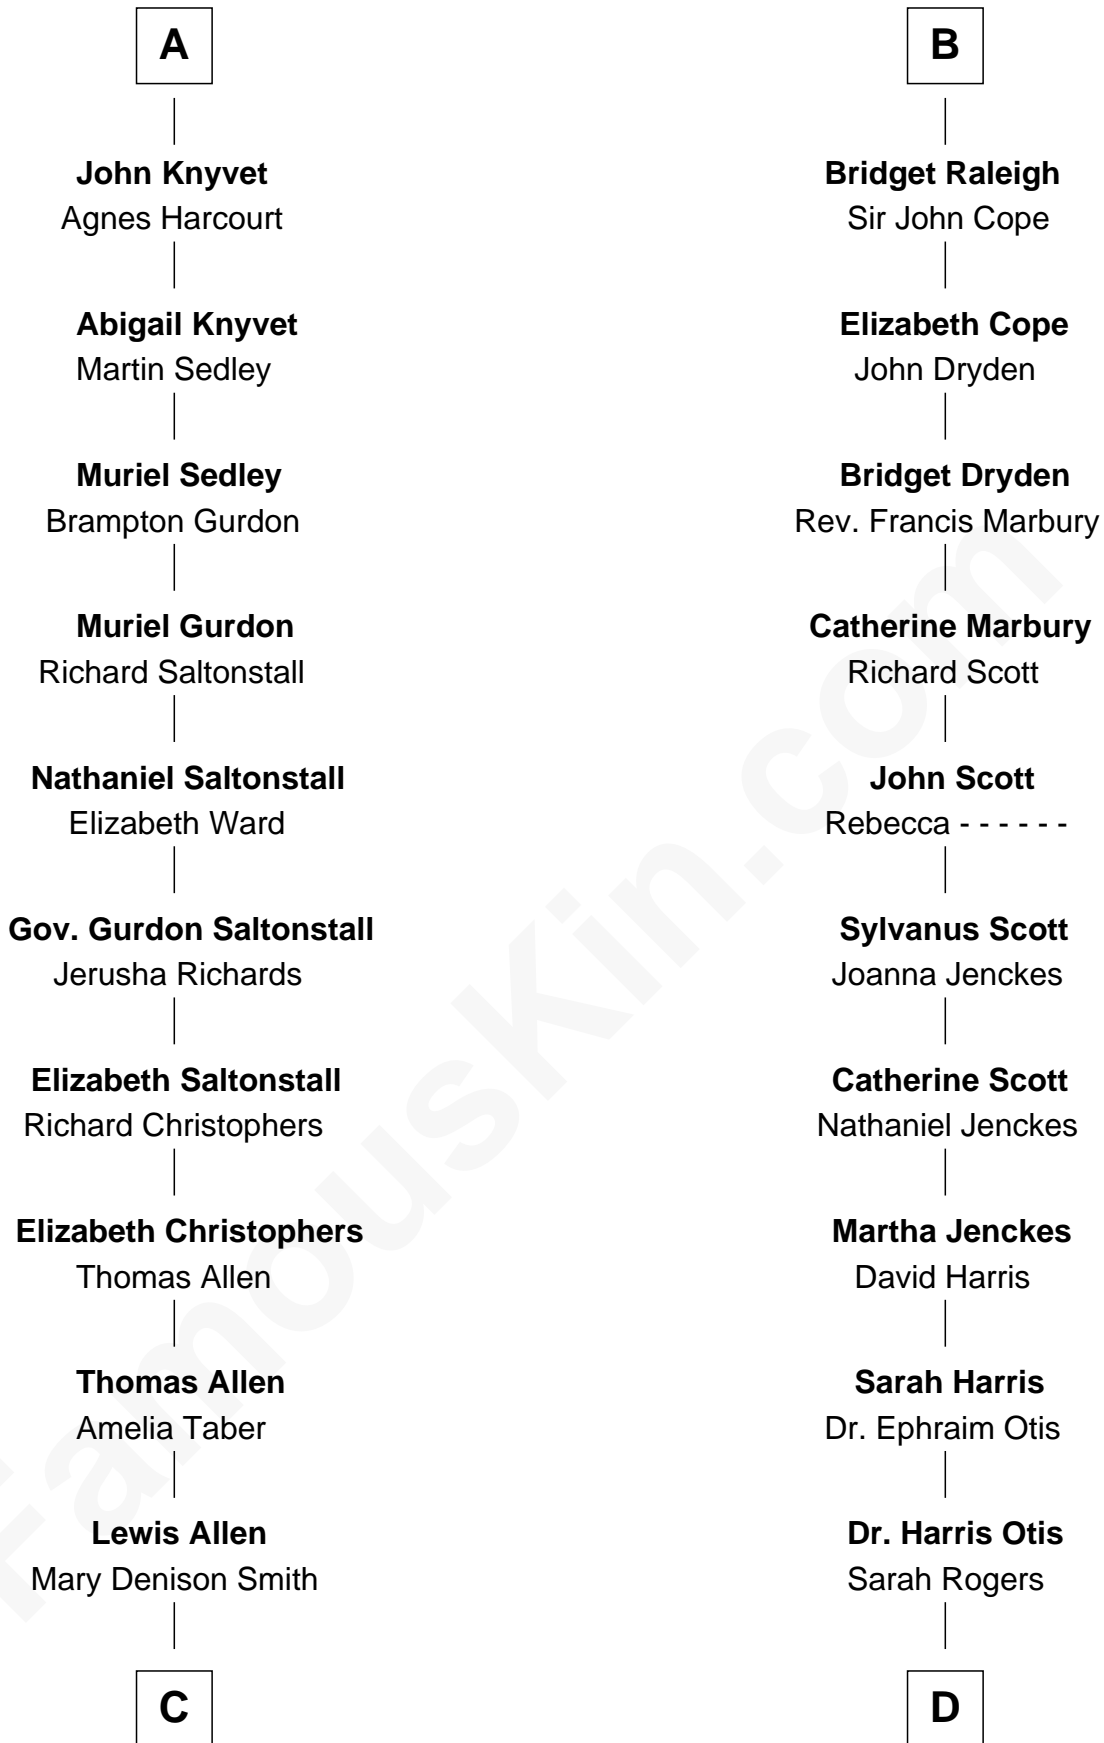 A
John Knyvet
Agnes Harcourt
Abigail Knyvet
Martin Sedley
Muriel Sedley
Brampton Gurdon
Muriel Gurdon
Richard Saltonstall
Nathaniel Saltonstall
Elizabeth Ward
Gov. Gurdon Saltonstall
Jerusha Richards
Elizabeth Saltonstall
Richard Christophers
Elizabeth Christophers
Thomas Allen
Thomas Allen
Amelia Taber
Lewis Allen
Mary Denison Smith
C
B
Bridget Raleigh
Sir John Cope
Elizabeth Cope
John Dryden
Bridget Dryden
Rev. Francis Marbury
Catherine Marbury
Richard Scott
John Scott
Rebecca - - - - - -
Sylvanus Scott
Joanna Jenckes
Catherine Scott
Nathaniel Jenckes
Martha Jenckes
David Harris
Sarah Harris
Dr. Ephraim Otis
Dr. Harris Otis
Sarah Rogers
D
FamousKin.com